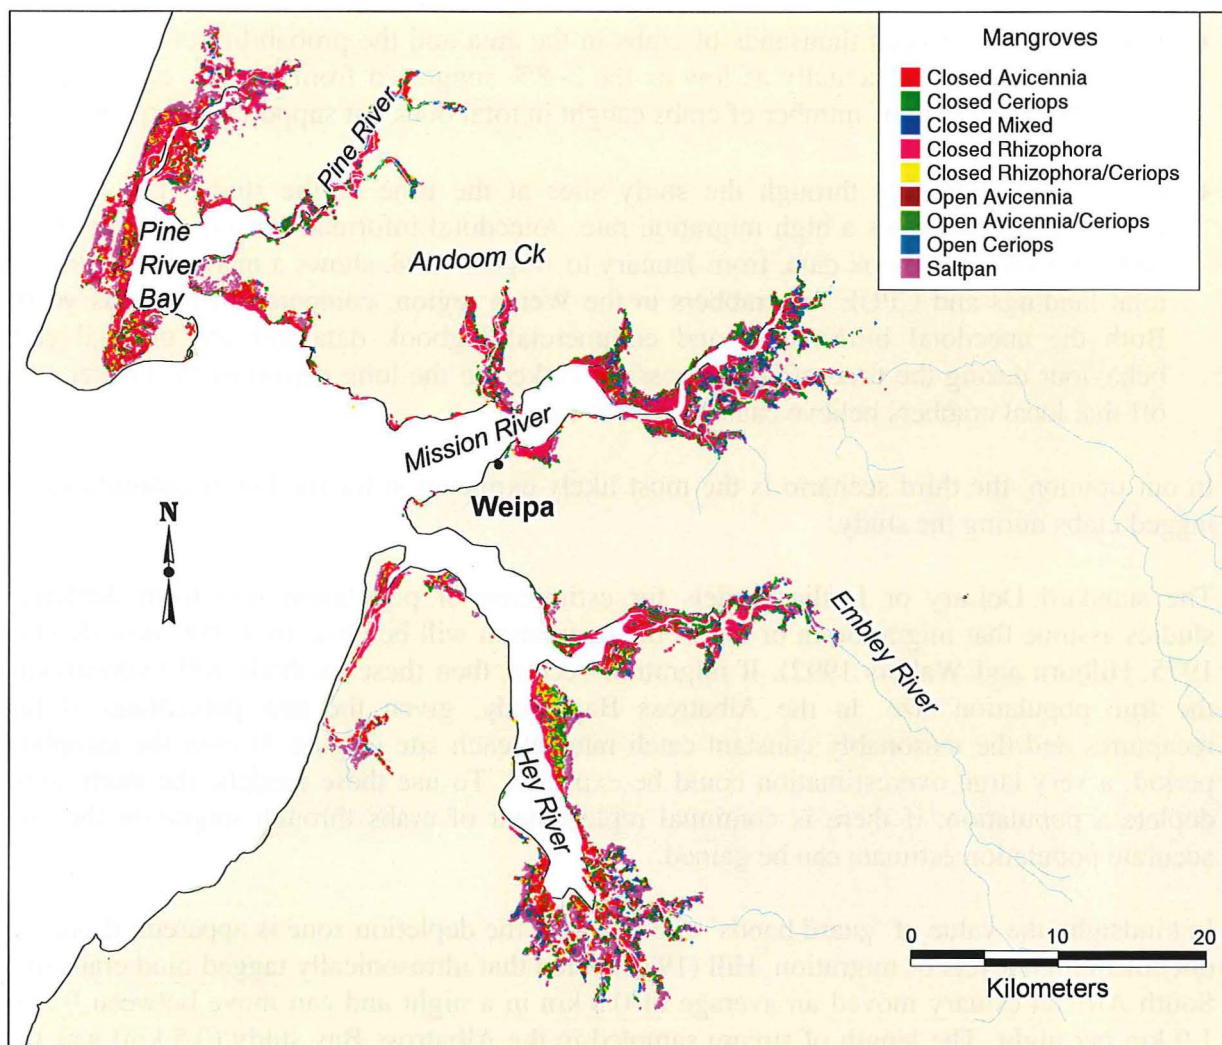 Mangroves
Closed Avicennia
Closed Ceriops
Closed Mixed
Closed Rhizophora
Closed Rhizophora/Ceriops
Open Avicennia
Open Avicennia/Ceriops
Open Ceriops
Saltpan
Pine River
Pine
River
Bay
Andoom Ck
Mission River
Weipa
N
Embley River
Hey River
0 10 20
Kilometers